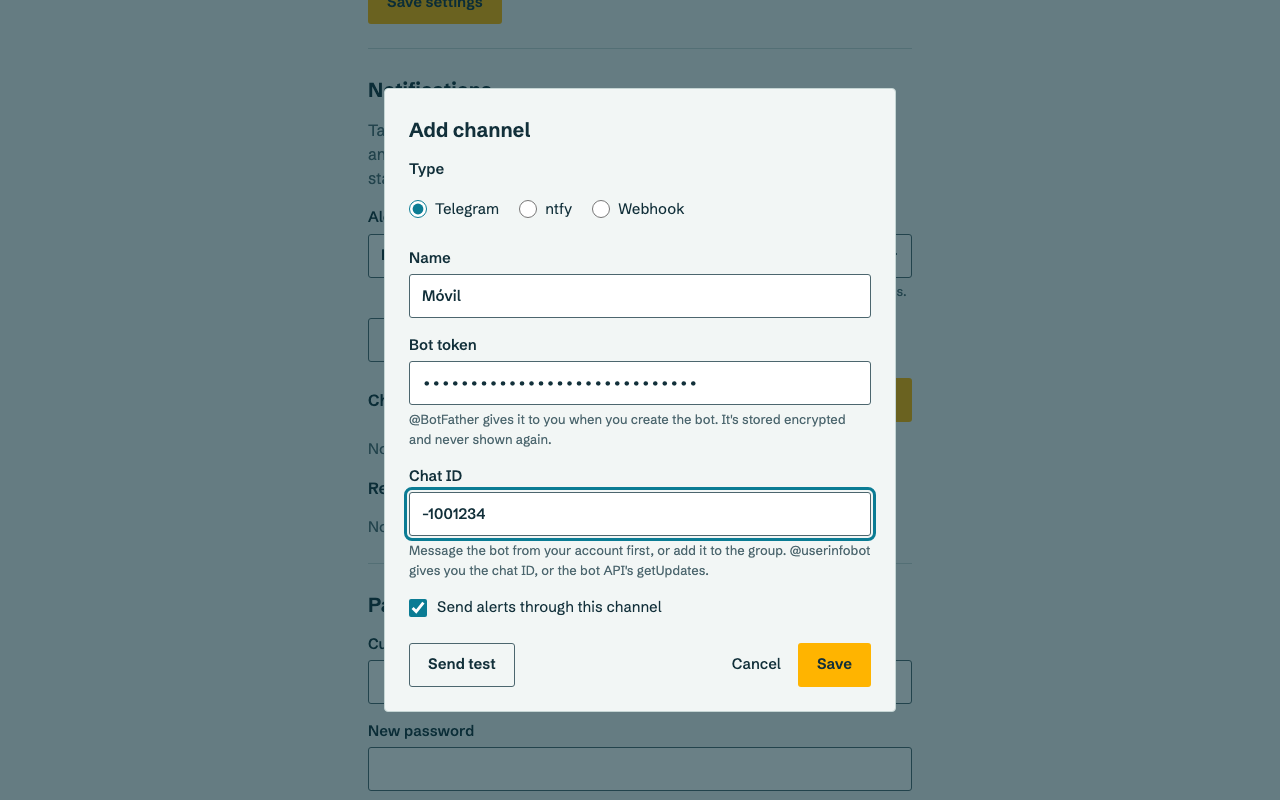 Save settings
Notifications
Add channel
Type
Telegram ntfy Webhook
Name
Móvil
Bot token
@BotFather gives it to you when you create the bot. It's stored encrypted
and never shown again.
Chat ID
-1001234
Message the bot from your account first, or add it to the group. @userinfobot
gives you the chat ID, or the bot API's getUpdates.
Send alerts through this channel
Send test Cancel Save
New password